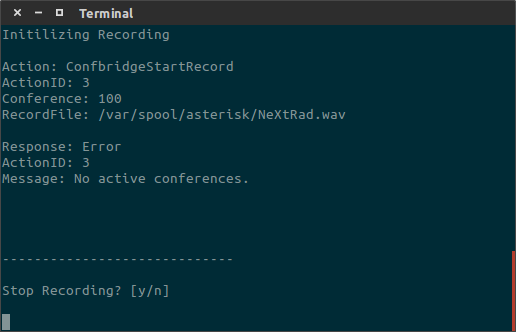 Terminal
Initilizing Recording
Action: ConfbridgeStartRecord
ActionID: 3
Conference: 100
RecordFile: /var/spool/asterisk/NeXtRad.wav
Response: Error
ActionID: 3
Message: No active conferences.
-----------------------------
Stop Recording? [y/n]